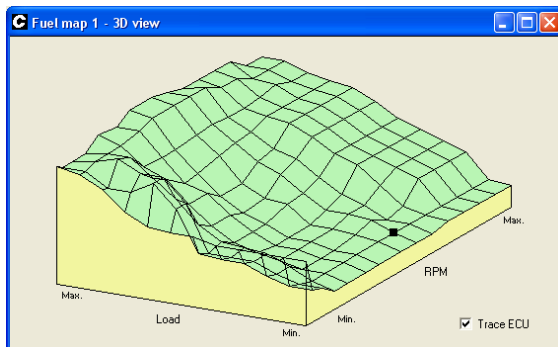 C Fuel map 1 - 3D view
Max.
RPM
Max.
Load
Min.
Min.
Trace ECU